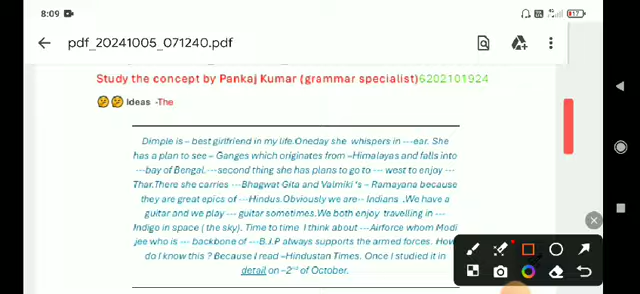 8:09
17
pdf_20241005_071240.pdf
Study the concept by Pankaj Kumar (grammar specialist)6202101924
Ideas -The
Dimple is – best girlfriend in my life.Oneday she whispers in ---ear. She
has a plan to see – Ganges which originates from –Himalayas and falls into
---bay of Bengal.---second thing she has plans to go to --- west to enjoy ---
Thar.There she carries ---Bhagwat Gita and Valmiki 's – Ramayana because
they are great epics of ---Hindus.Obviously we are-- Indians .We have a
guitar and we play --- guitar sometimes.We both enjoy travelling in ---
Indigo in space ( the sky). Time to time I think about ---Airforce whom Modi
jee who is --- backbone of ---B.J.P always supports the armed forces. How
do I know this ? Because I read –Hindustan Times. Once I studied it in
detail on –2nd of October.